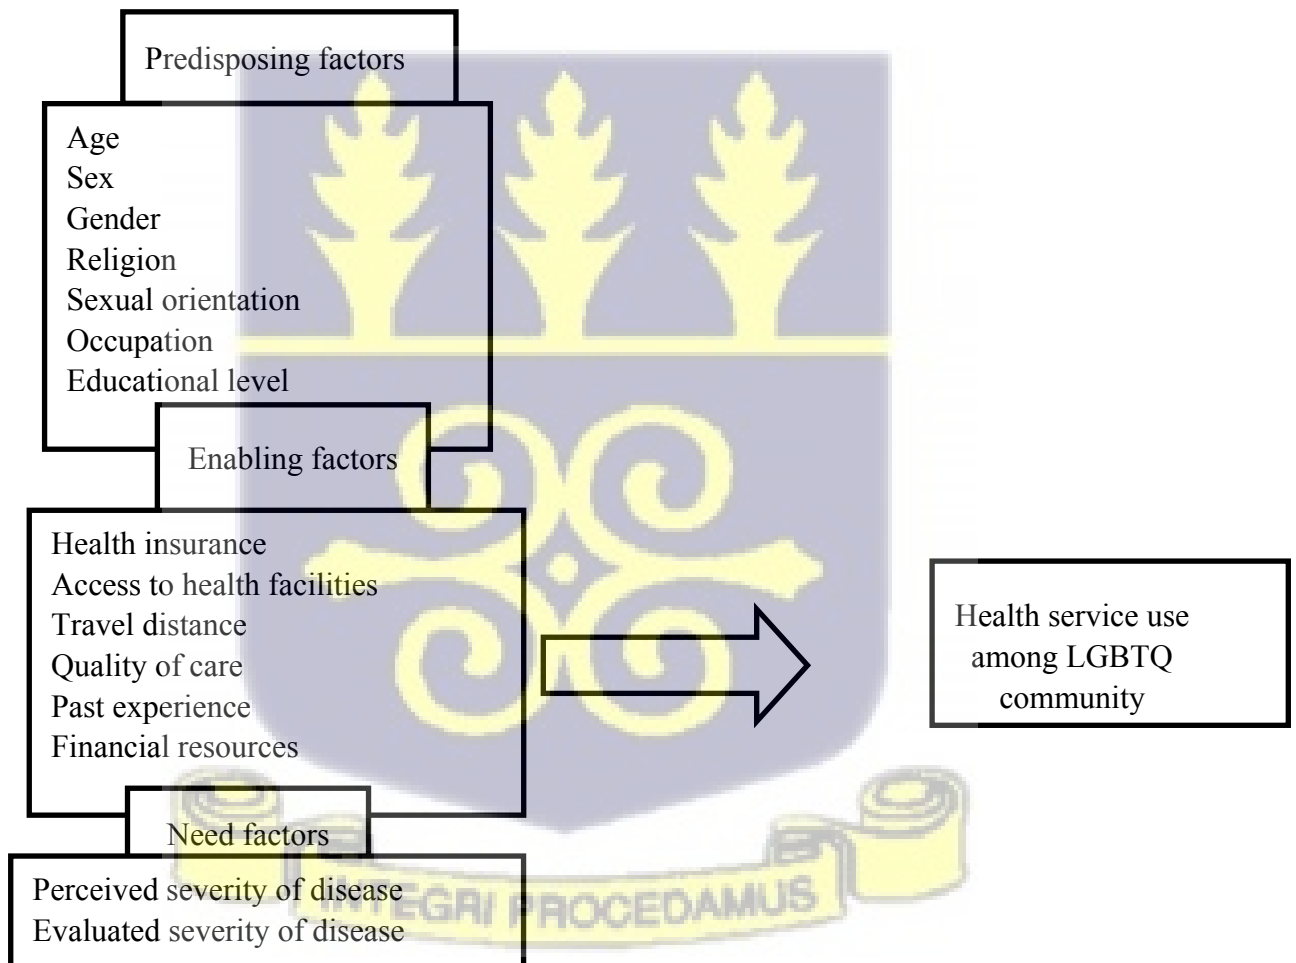 Predisposing factors
Age
Sex
Gender
Religion
Sexual orientation
Occupation
Educational level
Enabling factors
Health insurance
Access to health facilities
Travel distance
Quality of care
Past experience
Financial resources
Need factors
Perceived severity of disease
Evaluated severity of disease
Health service use
among LGBTQ
community
INTEGRI PROCEDAMUS